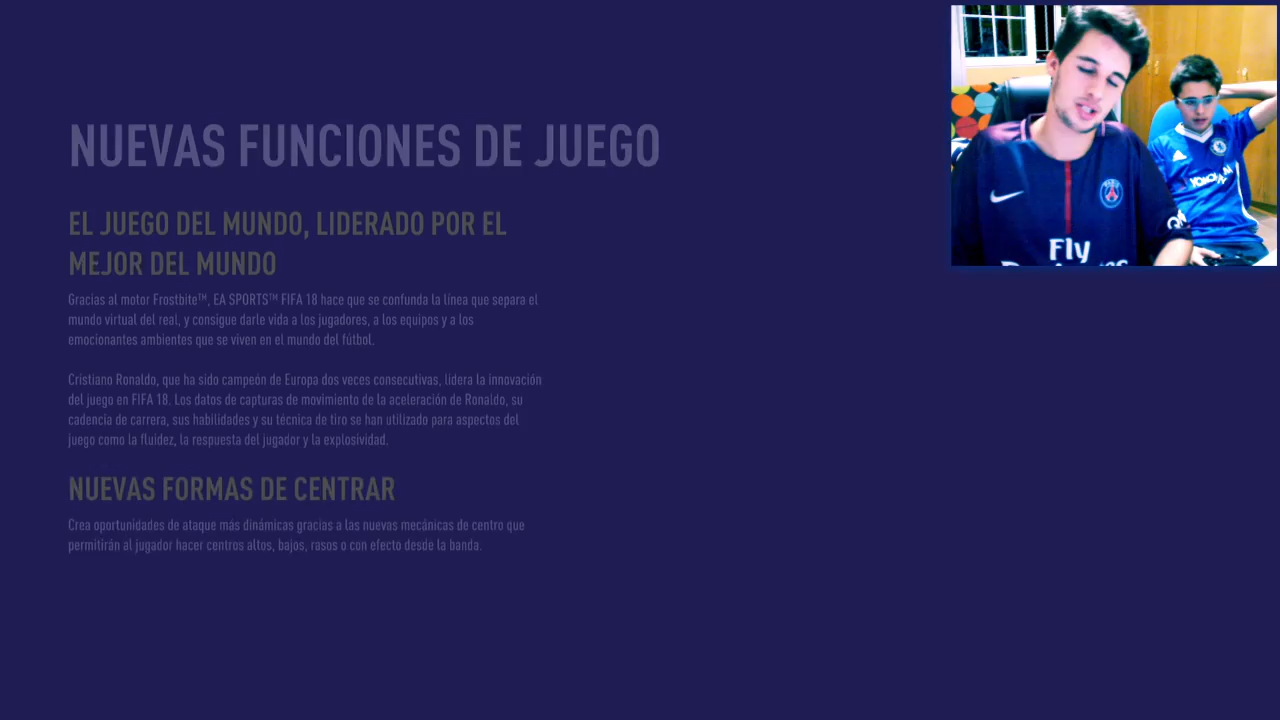 NUEVAS FUNCIONES DE JUEGO
EL JUEGO DEL MUNDO, LIDERADO POR EL
MEJOR DEL MUNDO
Gracias al motor Frostbite™, EA SPORTS™ FIFA 18 hace que se confunda la línea que separa el
mundo virtual del real, y consigue darle vida a los jugadores, a los equipos y a los
emocionantes ambientes que se viven en el mundo del fútbol.
Cristiano Ronaldo, que ha sido campeón de Europa dos veces consecutivas, lidera la innovación
del juego en FIFA 18. Los datos de capturas de movimiento de la aceleración de Ronaldo, su
cadencia de carrera, sus habilidades y su técnica de tiro se han utilizado para aspectos del
juego como la fluidez, la respuesta del jugador y la explosividad.
NUEVAS FORMAS DE CENTRAR
Crea oportunidades de ataque más dinámicas gracias a las nuevas mecánicas de centro que
permitirán al jugador hacer centros altos, bajos, rasos o con efecto desde la banda.
Fly